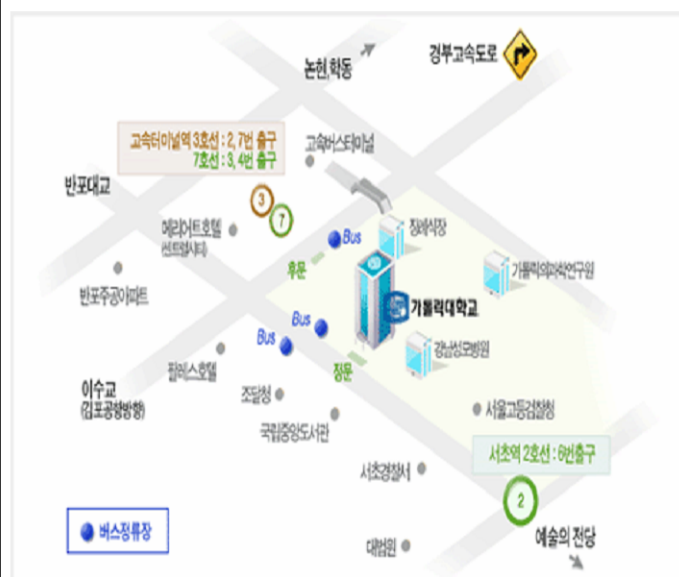 논현,학동
경부고속도로
고속터미널역 3호선 : 2, 7번 출구
7호선 : 3, 4번 출구
고속버스터미널
반포대교
3
7
메리어트호텔
(센트럴시티)
Bus
장례식장
후문
가톨릭의과학연구원
반포주공아파트
가톨릭대학교
Bus
Bus
강남성모병원
팔레스호텔
정문
이수교
(김포공항방향)
조달청
서울고등검찰청
국립중앙도서관
서초역 2호선 : 6번출구
서초경찰서
2
버스정류장
대법원
예술의 전당